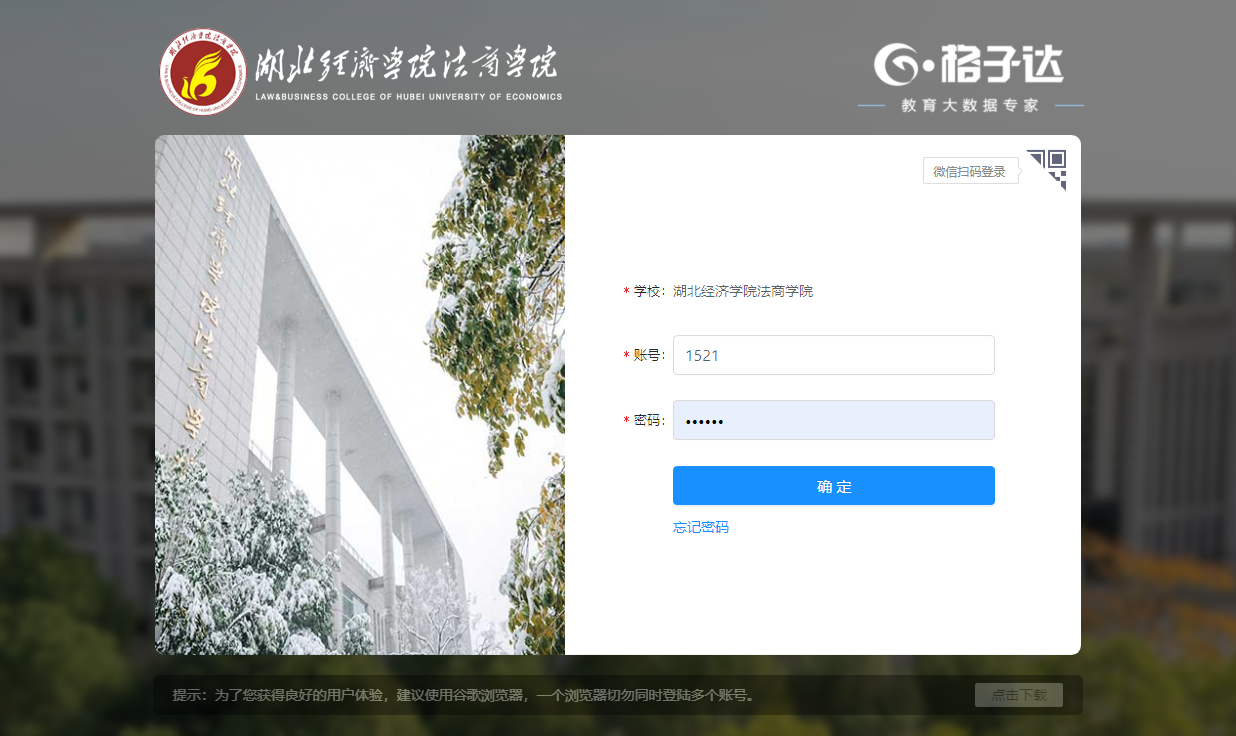 湖北经濟学院法商学院
LAW&BUSINESS COLLEGE OF HUBEI UNIVERSITY OF ECONOMICS
格子达
教育大数据专家
微信扫码登录
* 学校: 湖北经济学院法商学院
* 账号: 1521
* 密码: ••••••
确 定
忘记密码
提示：为了您获得良好的用户体验，建议使用谷歌浏览器，一个浏览器切勿同时登陆多个账号。
点击下载